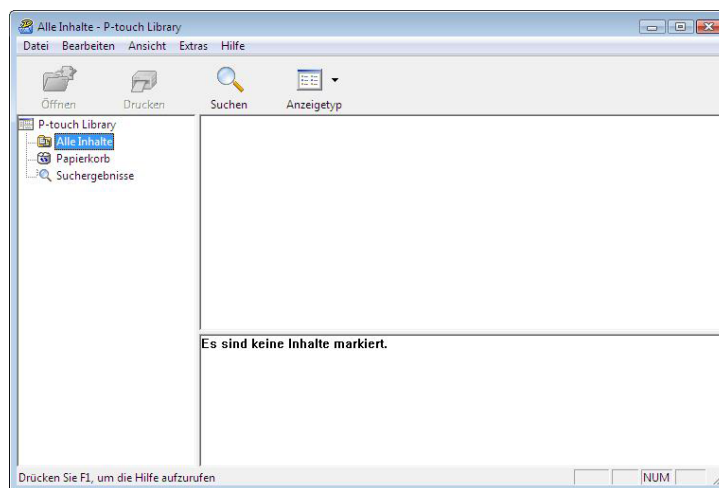 Alle Inhalte - P-touch Library
Datei Bearbeiten Ansicht Extras Hilfe
Öffnen Drucken Suchen Anzeigetyp
P-touch Library
Alle Inhalte
Papierkorb
Suchergebnisse
Es sind keine Inhalte markiert.
Drücken Sie F1, um die Hilfe aufzurufen NUM